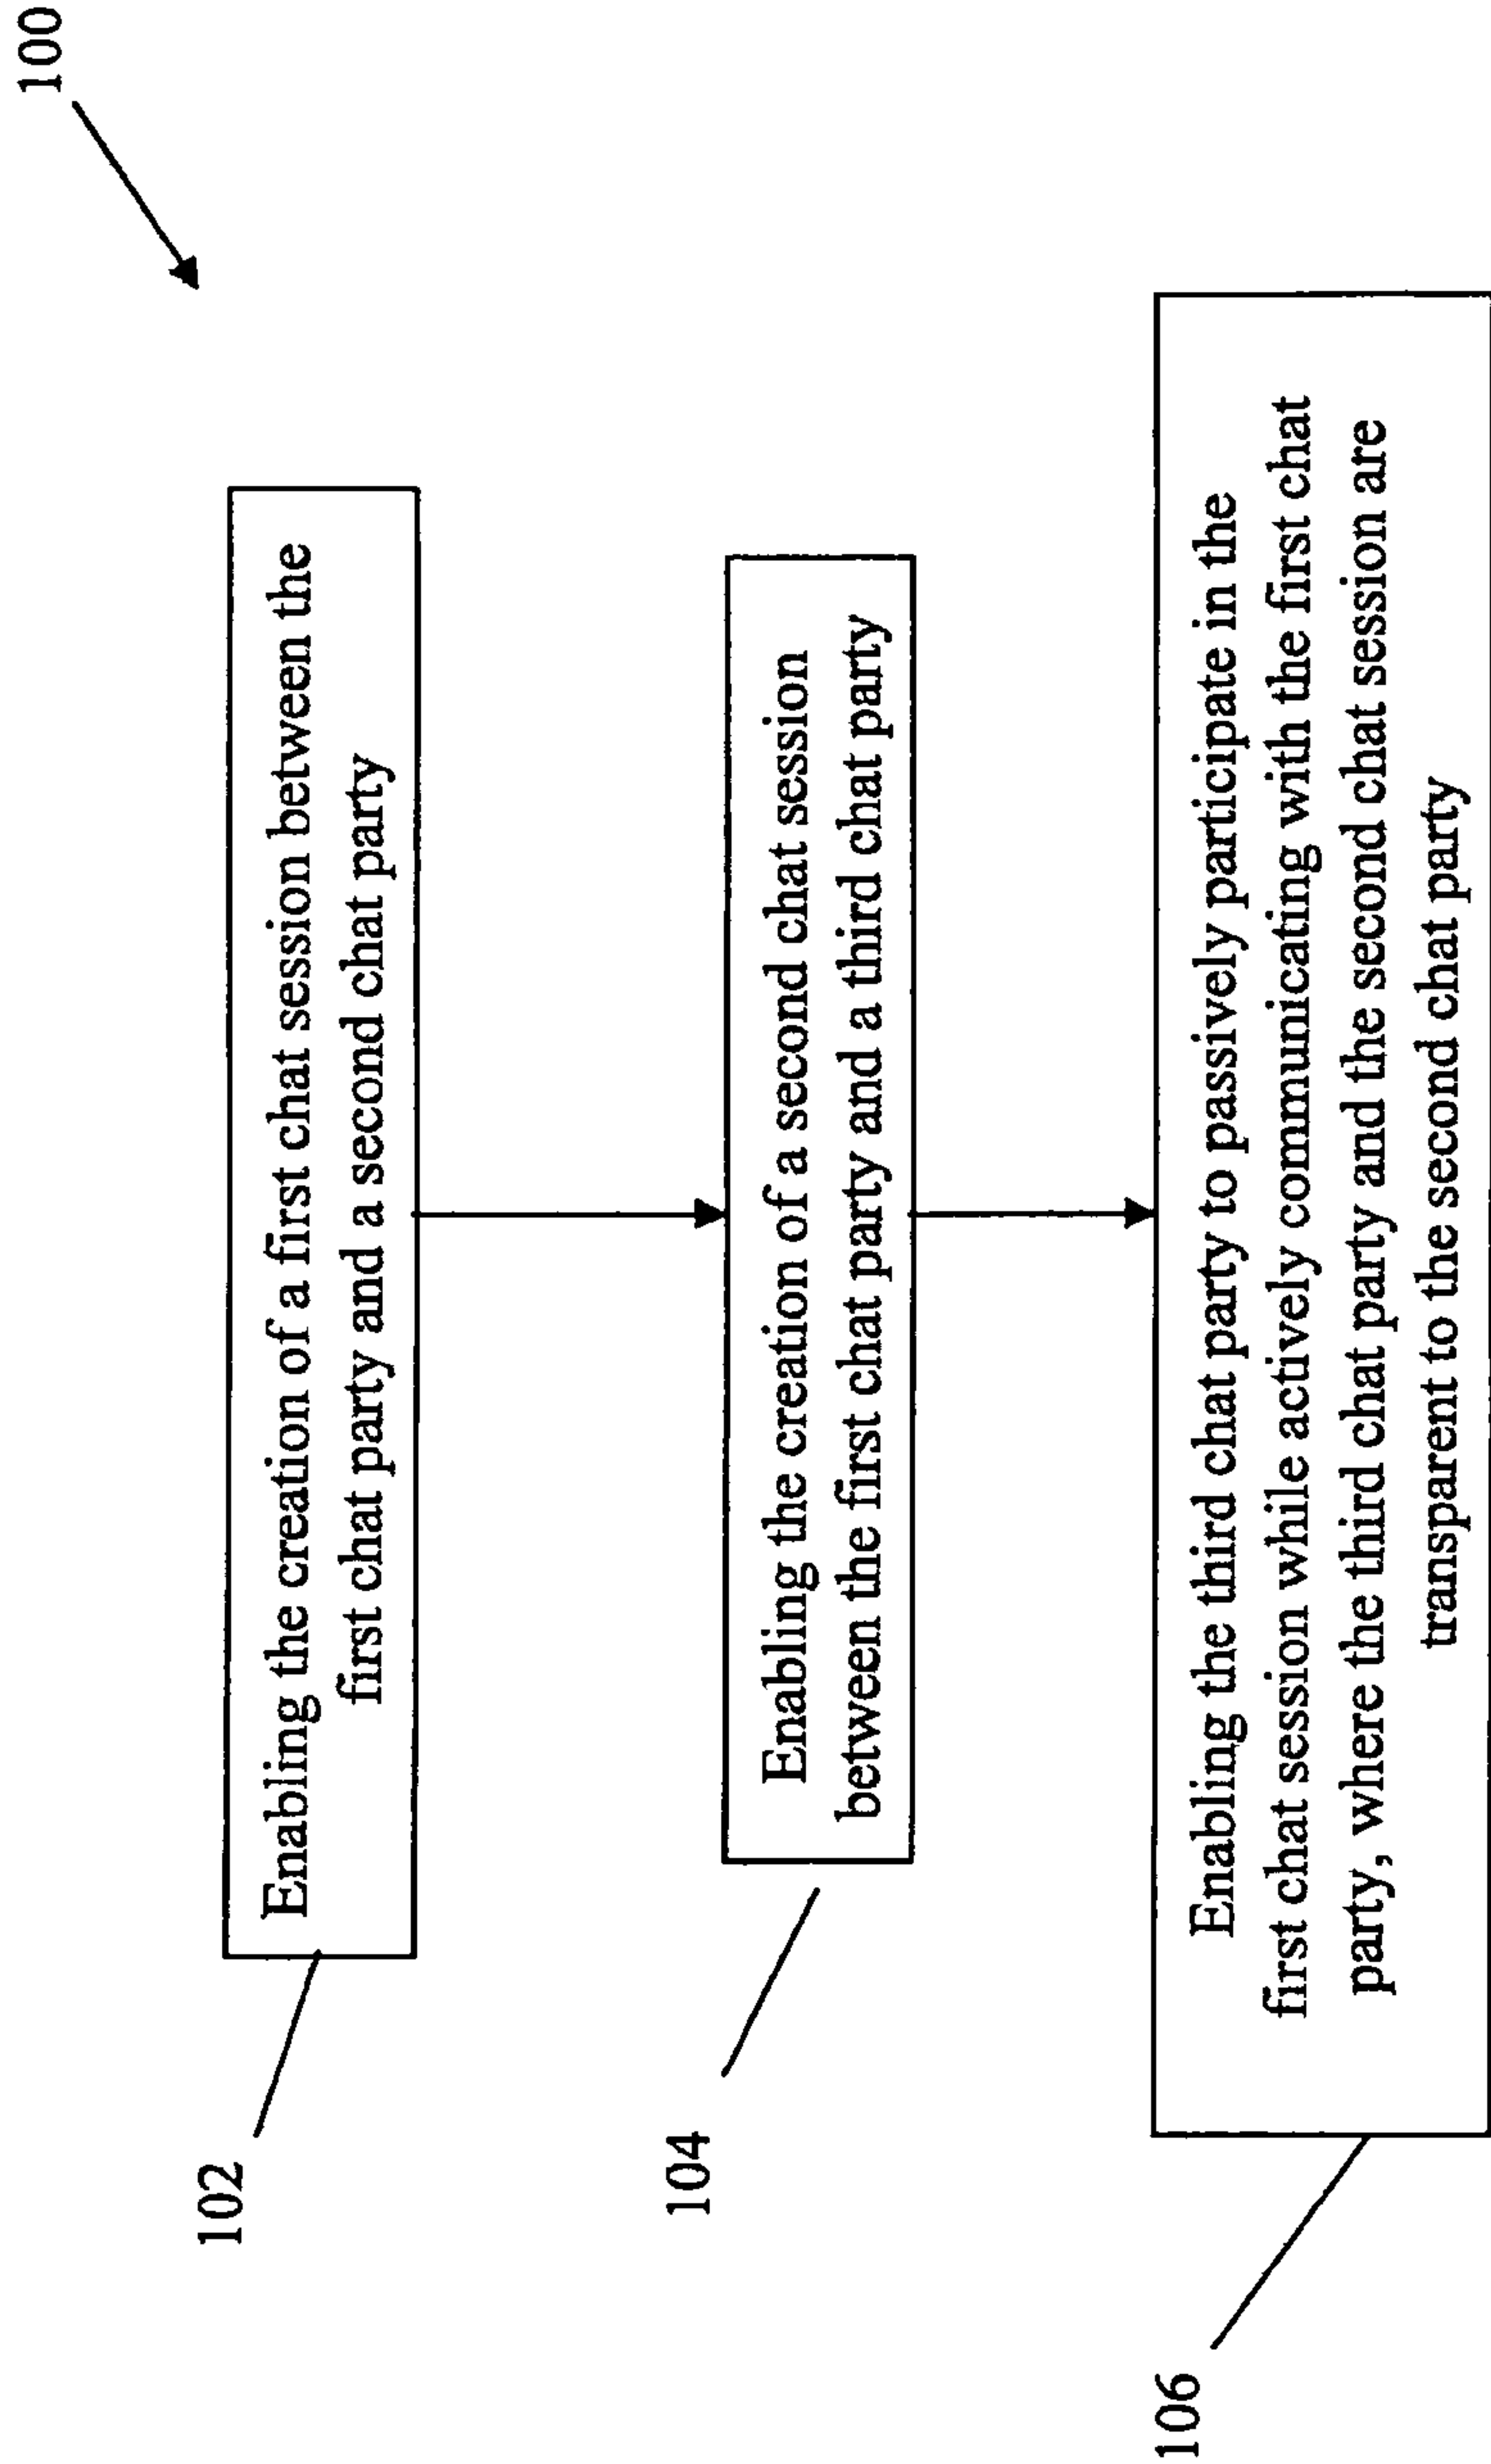 100
102
Enabling the creation of a first chat session between the
first chat party and a second chat party
104
Enabling the creation of a second chat session
between the first chat party and a third chat party
106
Enabling the third chat party to passively participate in the
first chat session while actively communicating with the first chat
party, where the third chat party and the second chat session are
transparent to the second chat party